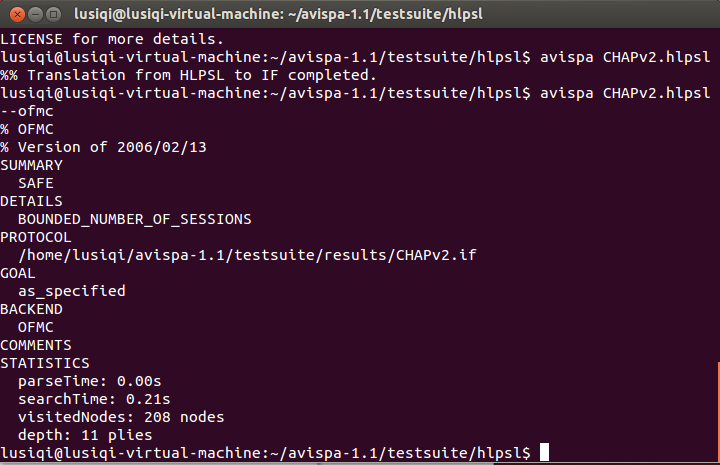 lusiqi@lusiqi-virtual-machine: ~/avispa-1.1/testsuite/hlpsl
LICENSE for more details.
lusiqi@lusiqi-virtual-machine:~/avispa-1.1/testsuite/hlpsl$ avispa CHAPv2.hlpsl
%% Translation from HLPSL to IF completed.
lusiqi@lusiqi-virtual-machine:~/avispa-1.1/testsuite/hlpsl$ avispa CHAPv2.hlpsl
--ofmc
% OFMC
% Version of 2006/02/13
SUMMARY
  SAFE
DETAILS
  BOUNDED_NUMBER_OF_SESSIONS
PROTOCOL
  /home/lusiqi/avispa-1.1/testsuite/results/CHAPv2.if
GOAL
  as_specified
BACKEND
  OFMC
COMMENTS
STATISTICS
  parseTime: 0.00s
  searchTime: 0.21s
  visitedNodes: 208 nodes
  depth: 11 plies
lusiqi@lusiqi-virtual-machine:~/avispa-1.1/testsuite/hlpsl$